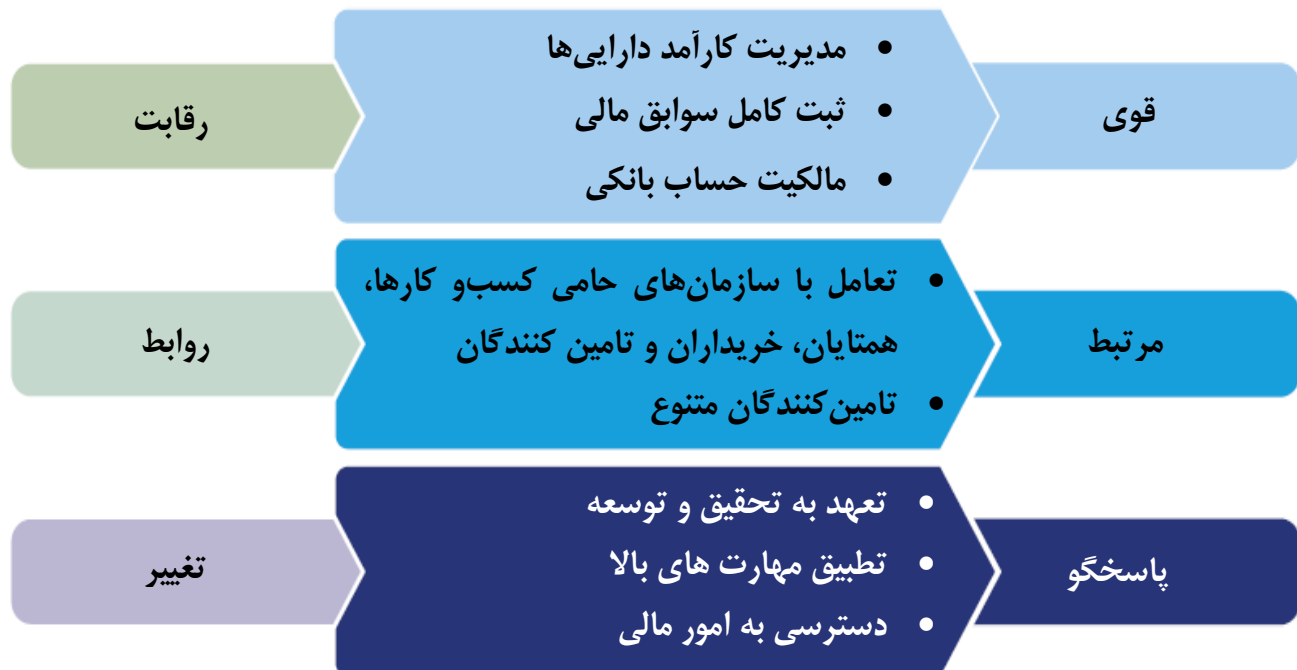 قوی
• مدیریت کارآمد دارایی‌ها
• ثبت کامل سوابق مالی
• مالکیت حساب بانکی
رقابت
مرتبط
• تعامل با سازمان‌های حامی کسب‌و کارها،
همتایان، خریداران و تامین کنندگان
• تامین‌کنندگان متنوع
روابط
پاسخگو
• تعهد به تحقیق و توسعه
• تطبیق مهارت های بالا
• دسترسی به امور مالی
تغییر